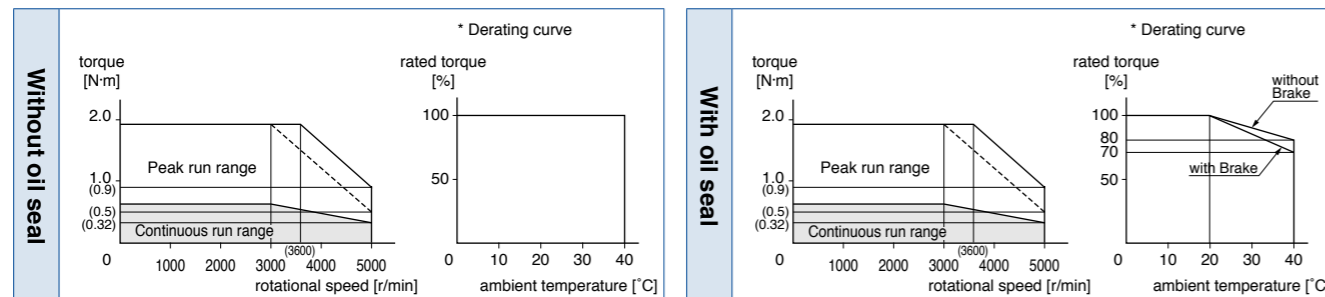 Without oil seal
torque
[N·m]
2.0
Peak run range
1.0
(0.9)
(0.5)
(0.32)
Continuous run range
(3600)
0
1000
2000
3000
4000
5000
rotational speed [r/min]
* Derating curve
rated torque
[%]
100
50
0
10
20
30
40
ambient temperature [˚C]
With oil seal
torque
[N·m]
2.0
Peak run range
1.0
(0.9)
(0.5)
(0.32)
Continuous run range
(3600)
0
1000
2000
3000
4000
5000
rotational speed [r/min]
* Derating curve
rated torque
[%]
without
Brake
100
80
70
with Brake
50
0
10
20
30
40
ambient temperature [˚C]